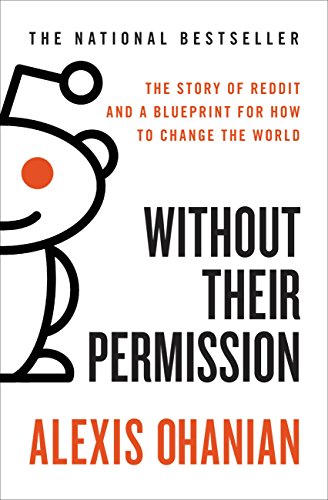 THE NATIONAL BESTSELLER
THE STORY OF REDDIT
AND A BLUEPRINT FOR HOW
TO CHANGE THE WORLD
WITHOUT
THEIR
PERMISSION
ALEXIS OHANIAN